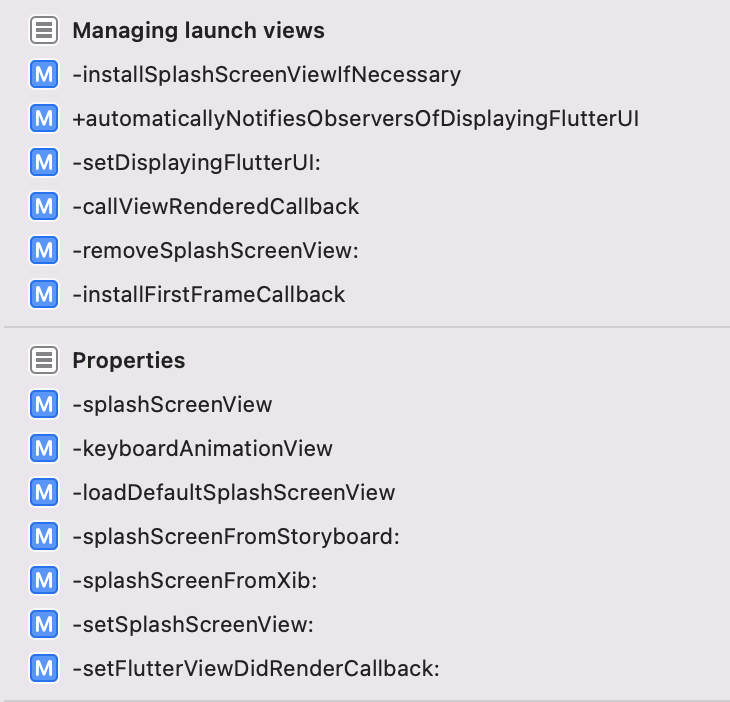 Managing launch views
M -installSplashScreenViewIfNecessary
M +automaticallyNotifiesObserversOfDisplayingFlutterUI
M -setDisplayingFlutterUI:
M -callViewRenderedCallback
M -removeSplashScreenView:
M -installFirstFrameCallback
Properties
M -splashScreenView
M -keyboardAnimationView
M -loadDefaultSplashScreenView
M -splashScreenFromStoryboard:
M -splashScreenFromXib:
M -setSplashScreenView:
M -setFlutterViewDidRenderCallback: